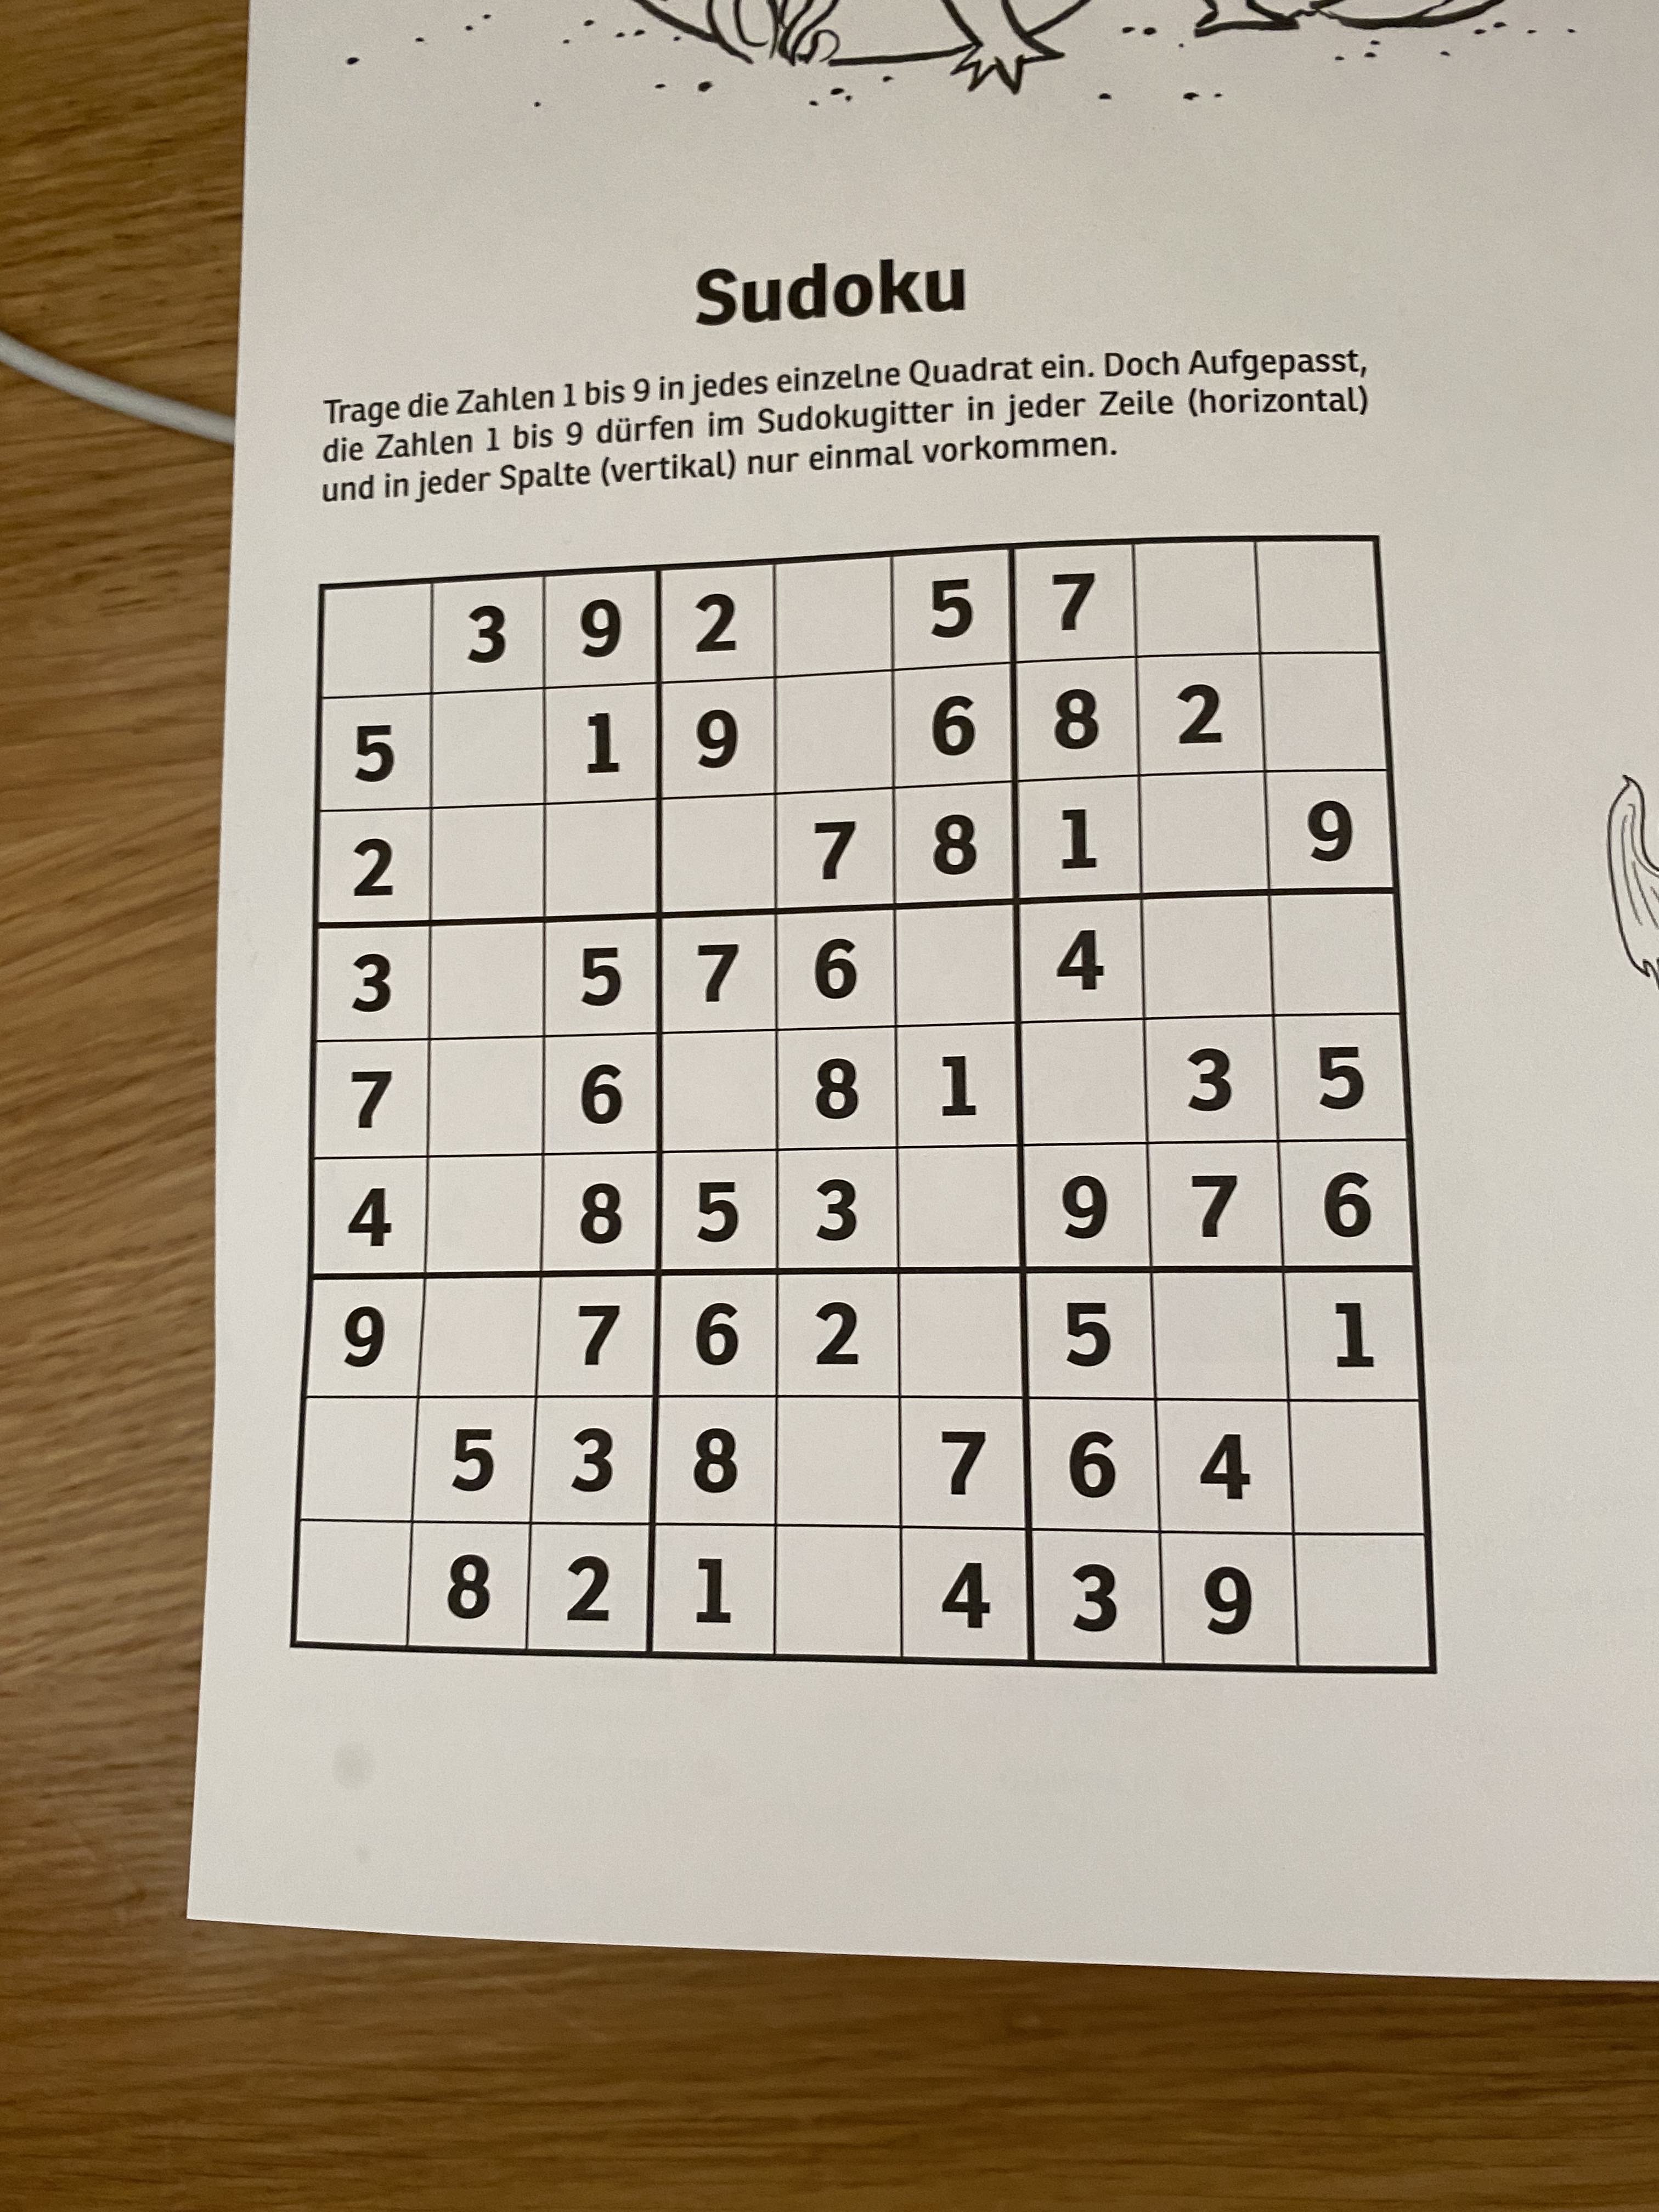 Sudoku
Trage die Zahlen 1 bis 9 in jedes einzelne Quadrat ein. Doch Aufgepasst,
die Zahlen 1 bis 9 dürfen im Sudokugitter in jeder Zeile (horizontal)
und in jeder Spalte (vertikal) nur einmal vorkommen.
3 9 2 5 7
5 1 9 6 8 2
2 7 8 1 9
3 5 7 6 4
7 6 8 1 3 5
4 8 5 3 9 7 6
9 7 6 2 5 1
5 3 8 7 6 4
8 2 1 4 3 9